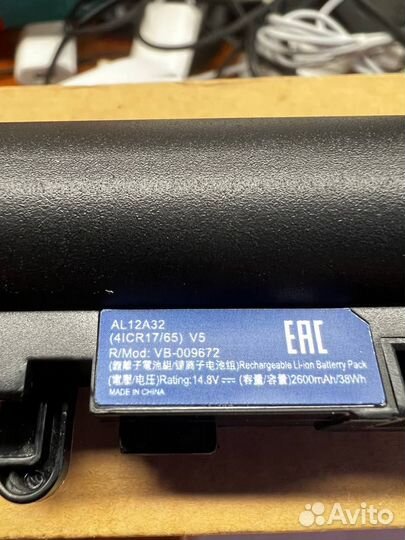 AL12A32
(4ICR17/65) V5
R/Mod: VB-009672
(鋰離子電池組/锂离子电池组)Rechargeable Li-ion Batterry Pack
(電壓/电压)Rating:14.8V⎓ (容量/容量)2600mAh/38Wh
MADE IN CHINA
EAC
Avito